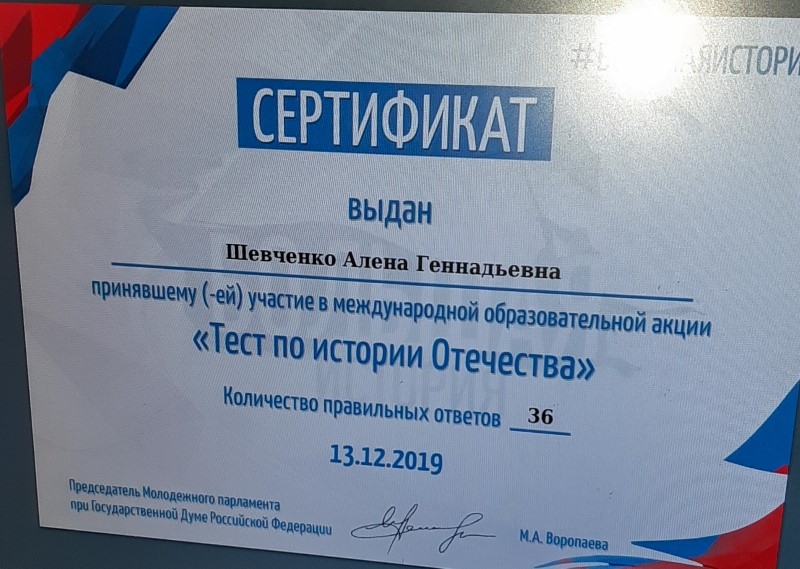 СЕРТИФИКАТ
выдан
Шевченко Алена Геннадьевна
принявшему (-ей) участие в международной образовательной акции
«Тест по истории Отечества»
Количество правильных ответов 36
13.12.2019
Председатель Молодежного парламента
при Государственной Думе Российской Федерации
М.А. Воропаева